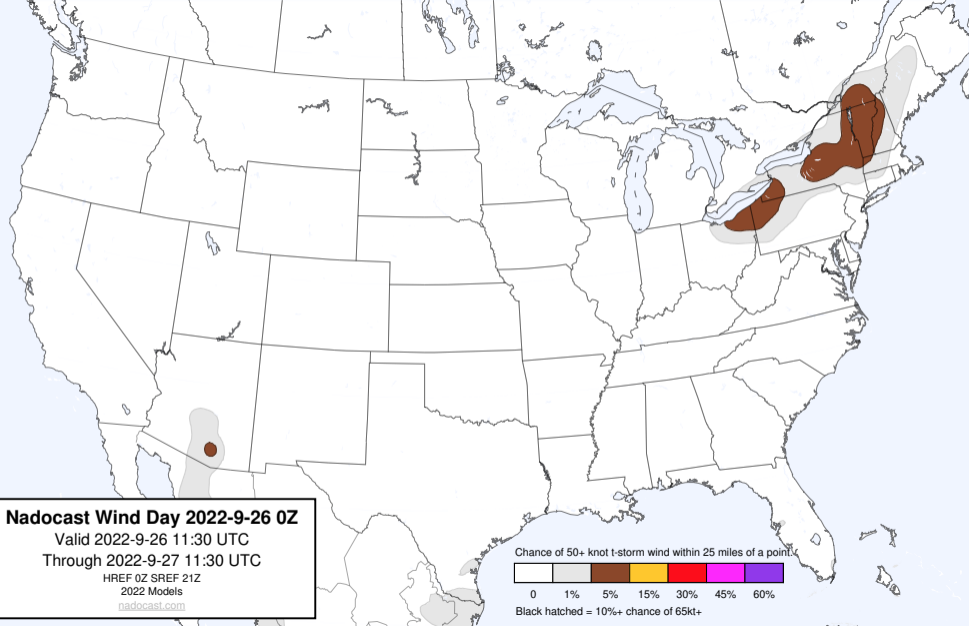 Nadocast Wind Day 2022-9-26 0Z
Valid 2022-9-26 11:30 UTC
Through 2022-9-27 11:30 UTC
HREF 0Z SREF 21Z
2022 Models
nadocast.com
Chance of 50+ knot t-storm wind within 25 miles of a point.
0 1% 5% 15% 30% 45% 60%
Black hatched = 10%+ chance of 65kt+